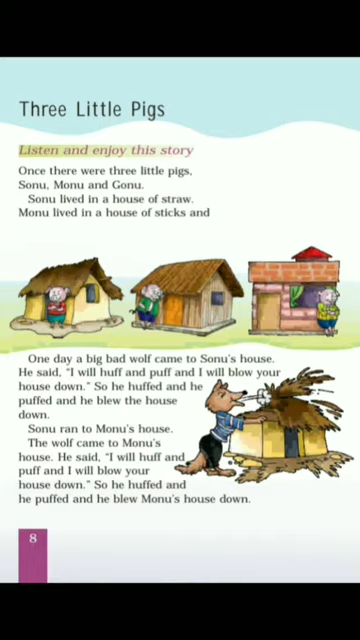 Three Little Pigs
Listen and enjoy this story
Once there were three little pigs,
Sonu, Monu and Gonu.
Sonu lived in a house of straw.
Monu lived in a house of sticks and
One day a big bad wolf came to Sonu's house.
He said, "I will huff and puff and I will blow your
house down." So he huffed and he
puffed and he blew the house
down.
Sonu ran to Monu's house.
The wolf came to Monu's
house. He said, "I will huff and
puff and I will blow your
house down." So he huffed and
he puffed and he blew Monu's house down.
8